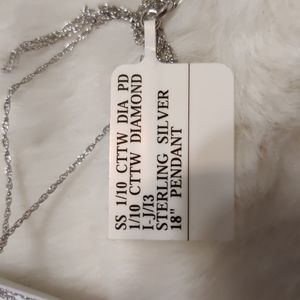 SS 1/10 CTTW DIA PD
1/10 CTTW DIAMOND
I-J/I3
STERLING SILVER
18" PENDANT